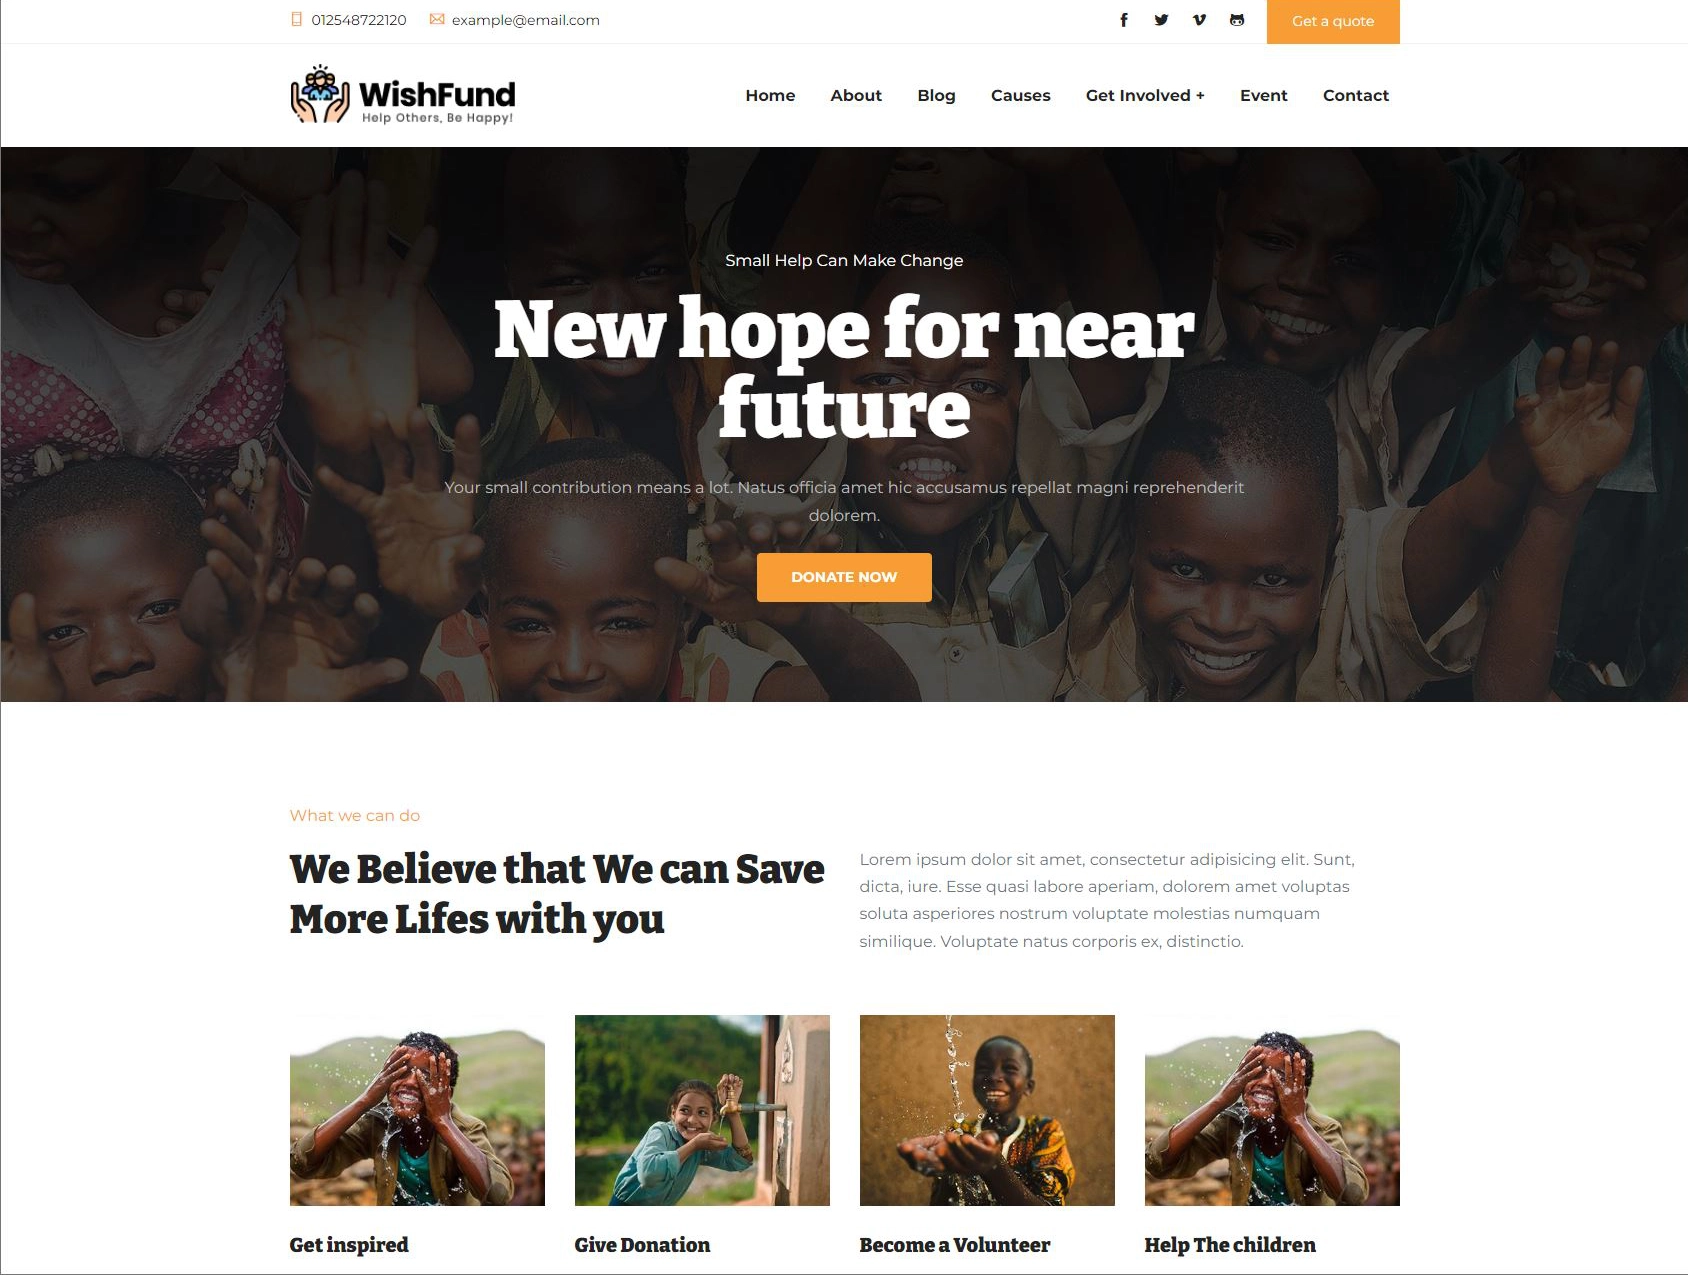 012548722120 example@email.com Get a quote
WishFund
Help Others, Be Happy!
Home About Blog Causes Get Involved + Event Contact
Small Help Can Make Change
New hope for near
future
Your small contribution means a lot. Natus officia amet hic accusamus repellat magni reprehenderit
dolorem.
DONATE NOW
What we can do
We Believe that We can Save
More Lifes with you
Lorem ipsum dolor sit amet, consectetur adipisicing elit. Sunt,
dicta, iure. Esse quasi labore aperiam, dolorem amet voluptas
soluta asperiores nostrum voluptate molestias numquam
similique. Voluptate natus corporis ex, distinctio.
Get inspired
Give Donation
Become a Volunteer
Help The children